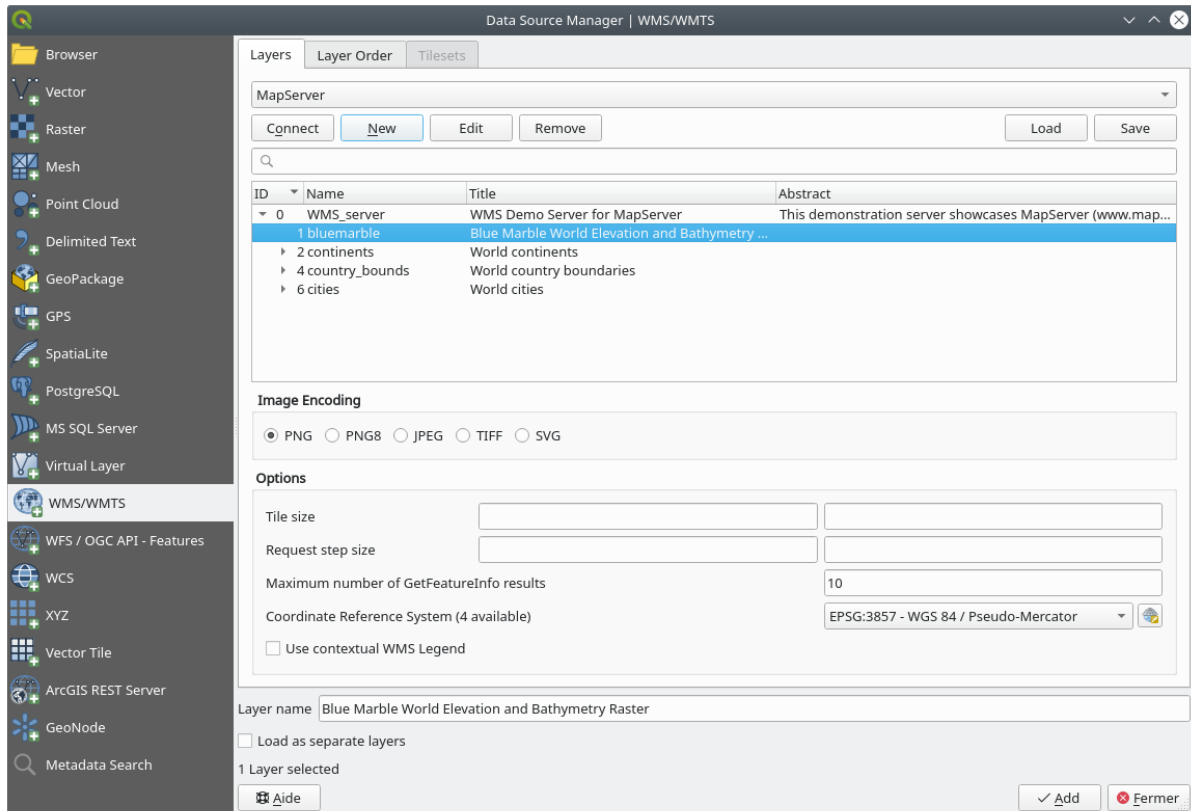 Data Source Manager | WMS/WMTS
Browser
Vector
Raster
Mesh
Point Cloud
Delimited Text
GeoPackage
GPS
SpatiaLite
PostgreSQL
MS SQL Server
Virtual Layer
WMS/WMTS
WFS / OGC API - Features
WCS
XYZ
Vector Tile
ArcGIS REST Server
GeoNode
Metadata Search
Layers Layer Order Tilesets
MapServer
Connect New Edit Remove Load Save
ID Name Title Abstract
0 WMS_server WMS Demo Server for MapServer This demonstration server showcases MapServer (www.map...
1 bluemarble Blue Marble World Elevation and Bathymetry ...
2 continents World continents
4 country_bounds World country boundaries
6 cities World cities
Image Encoding
PNG PNG8 JPEG TIFF SVG
Options
Tile size
Request step size
Maximum number of GetFeatureInfo results 10
Coordinate Reference System (4 available) EPSG:3857 - WGS 84 / Pseudo-Mercator
Use contextual WMS Legend
Layer name Blue Marble World Elevation and Bathymetry Raster
Load as separate layers
1 Layer selected
Aide Add Fermer